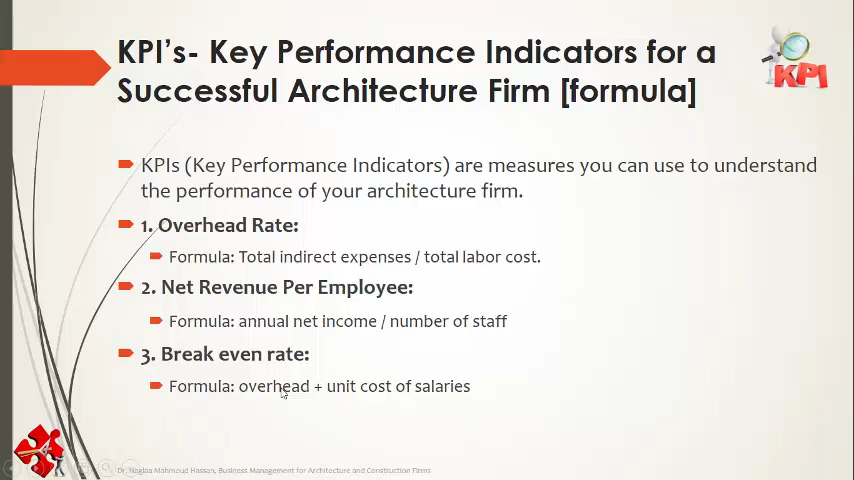 KPI's- Key Performance Indicators for a
Successful Architecture Firm [formula]
KPI
KPIs (Key Performance Indicators) are measures you can use to understand
the performance of your architecture firm.
1. Overhead Rate:
Formula: Total indirect expenses / total labor cost.
2. Net Revenue Per Employee:
Formula: annual net income / number of staff
3. Break even rate:
Formula: overhead + unit cost of salaries
Dr. Naglaa Mahmoud Hassan, Business Management for Architecture and Construction Firms